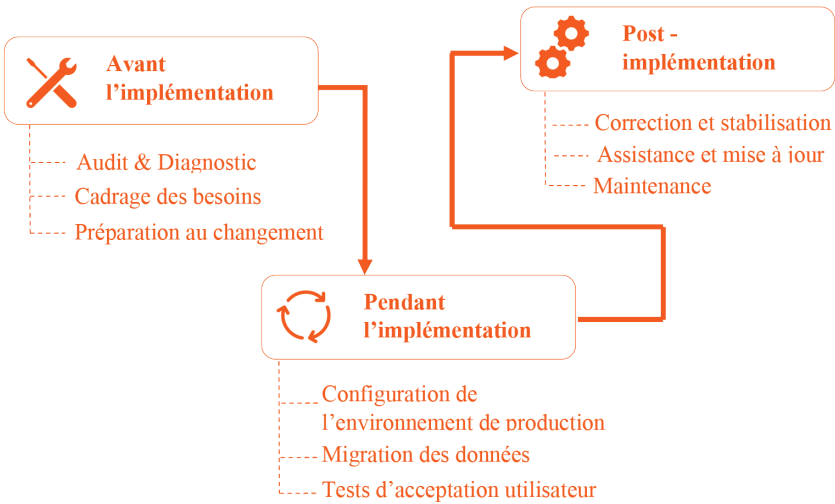 Avant
l’implémentation
Audit & Diagnostic
Cadrage des besoins
Préparation au changement
Pendant
l’implémentation
Configuration de
l’environnement de production
Migration des données
Tests d’acceptation utilisateur
Post -
implémentation
Correction et stabilisation
Assistance et mise à jour
Maintenance